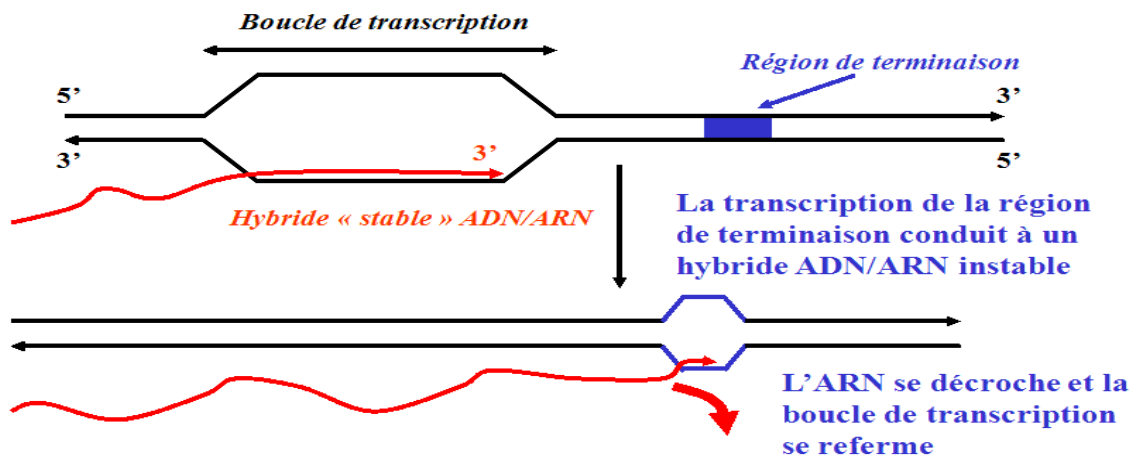 Boucle de transcription
Région de terminaison
5’
3’
3’
3’
5’
Hybride « stable » ADN/ARN
La transcription de la région
de terminaison conduit à un
hybride ADN/ARN instable
L’ARN se décroche et la
boucle de transcription
se referme